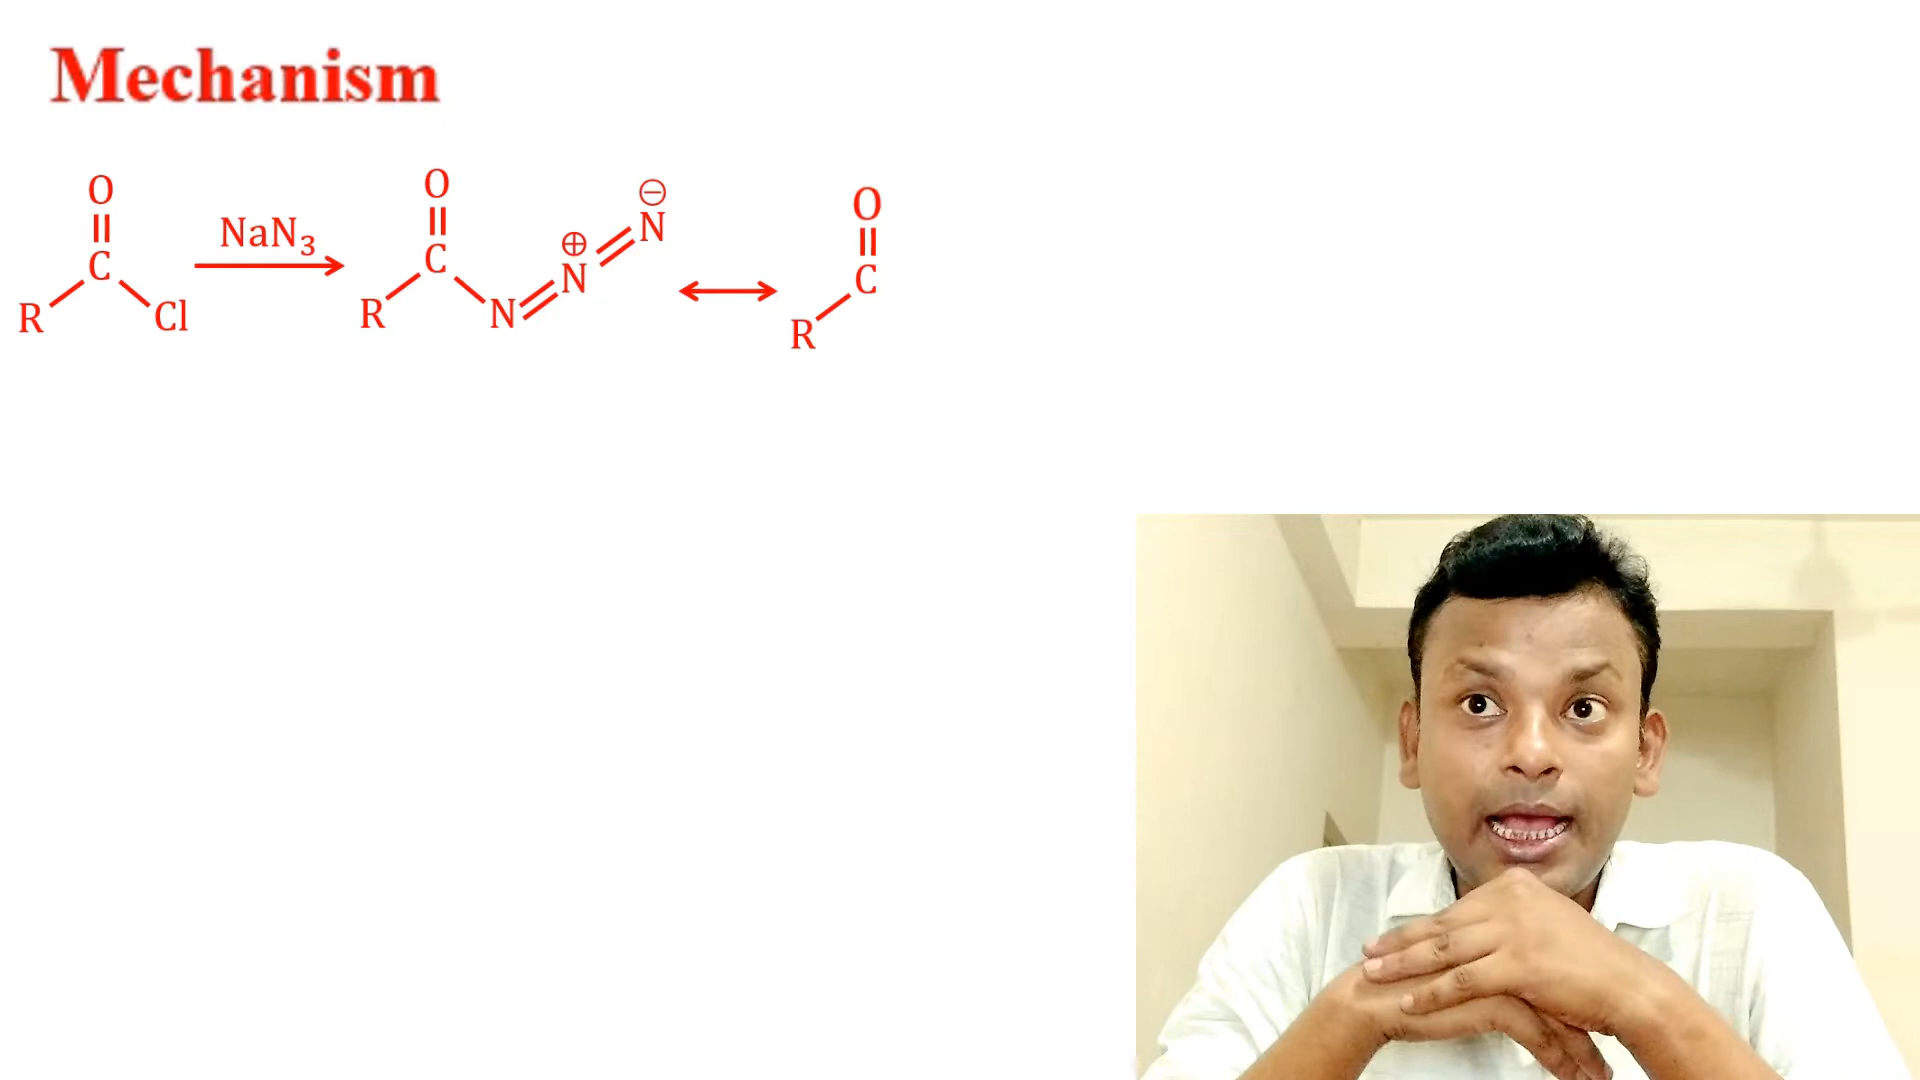 Mechanism
O O ⊖ O
|| NaN₃ || ⊕ N ||
C C N C
R Cl R N R